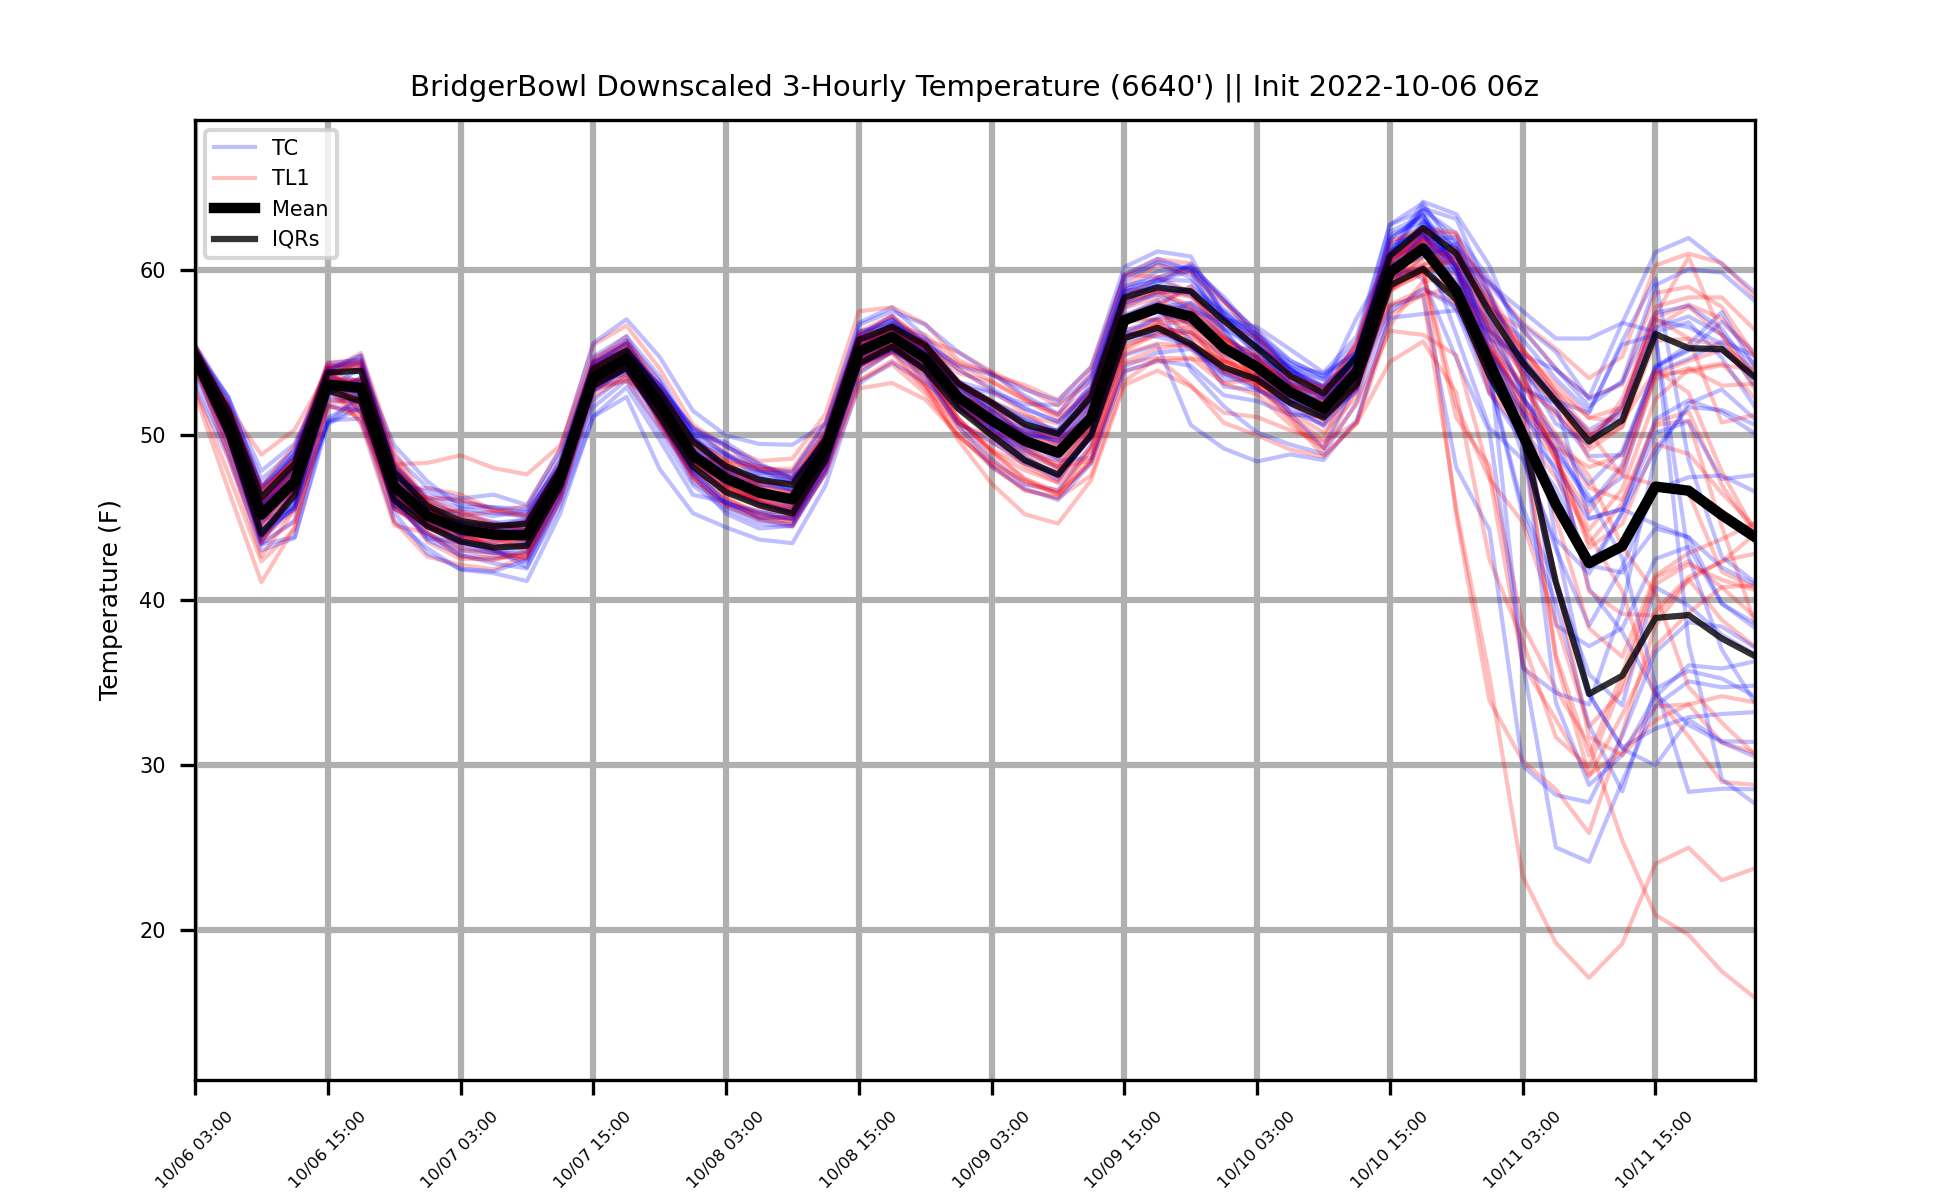 BridgerBowl Downscaled 3-Hourly Temperature (6640') || Init 2022-10-06 06z
TC
TL1
Mean
IQRs
Temperature (F)
60
50
40
30
20
10/06 03:00
10/06 15:00
10/07 03:00
10/07 15:00
10/08 03:00
10/08 15:00
10/09 03:00
10/09 15:00
10/10 03:00
10/10 15:00
10/11 03:00
10/11 15:00